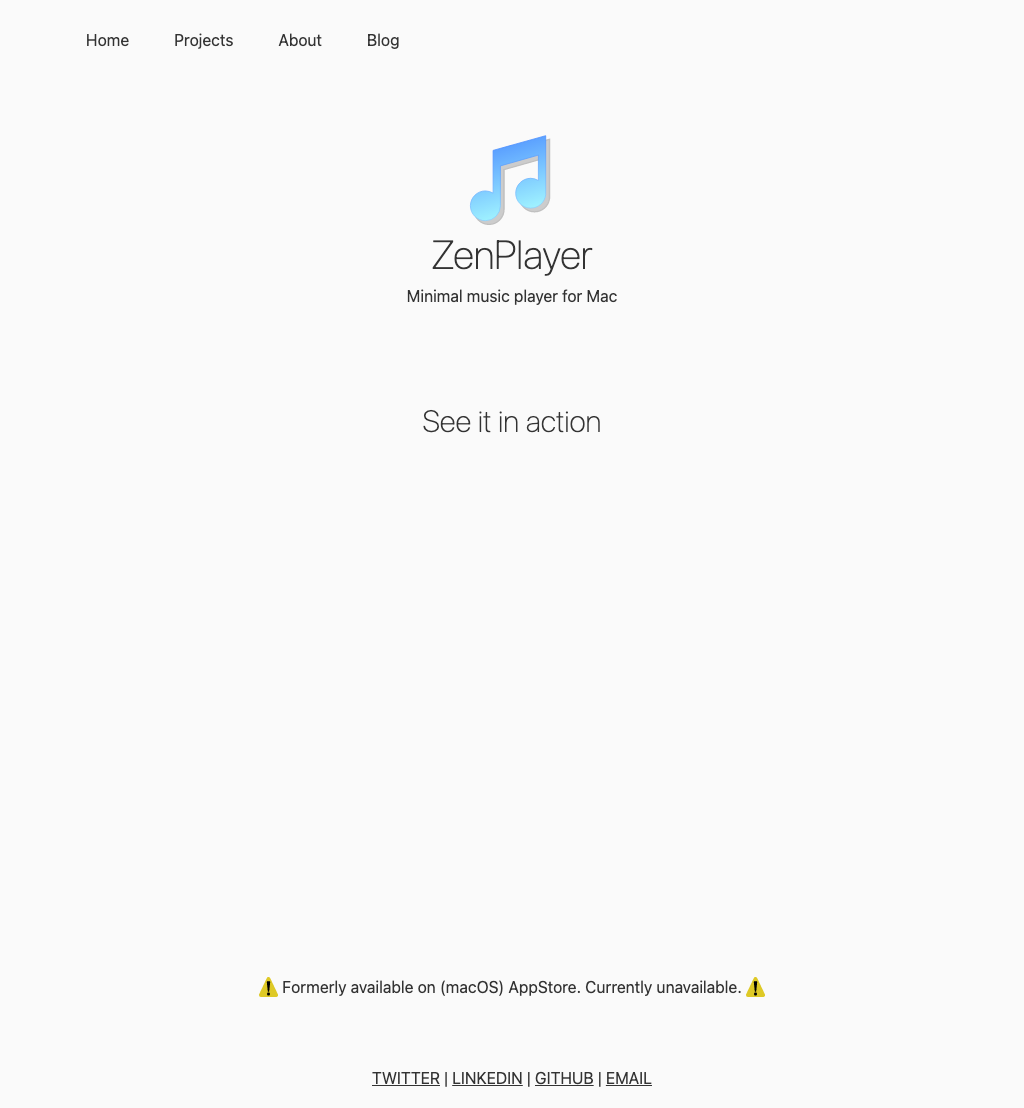 Home Projects About Blog
ZenPlayer
Minimal music player for Mac
See it in action
⚠️ Formerly available on (macOS) AppStore. Currently unavailable. ⚠️
TWITTER | LINKEDIN | GITHUB | EMAIL